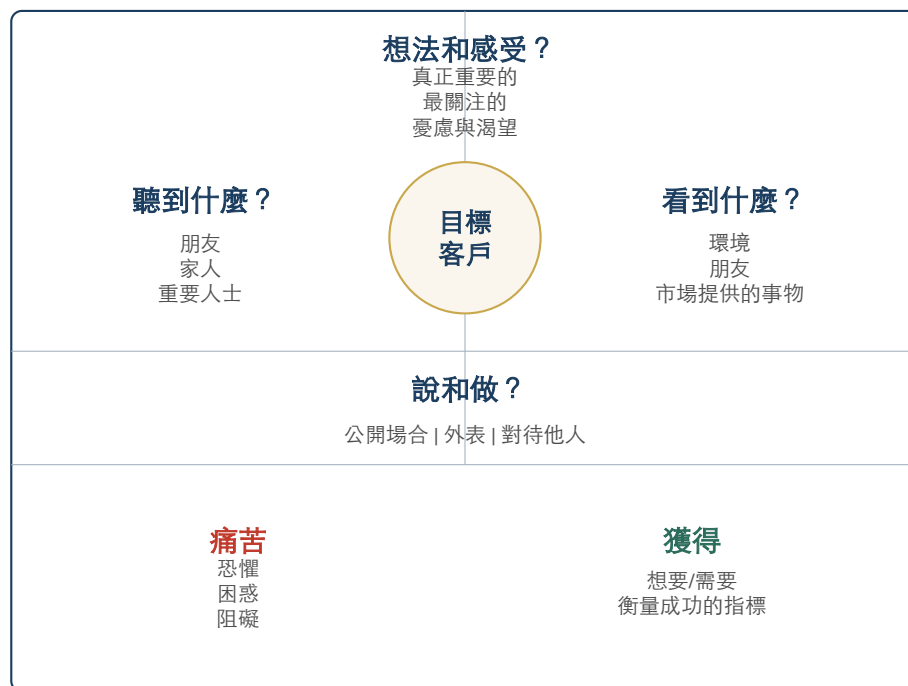 想法和感受？
真正重要的
最關注的
憂慮與渴望
聽到什麼？
朋友
家人
重要人士
目標
客戶
看到什麼？
環境
朋友
市場提供的事物
說和做？
公開場合 | 外表 | 對待他人
痛苦
恐懼
困惑
阻礙
獲得
想要/需要
衡量成功的指標